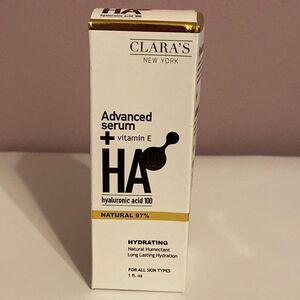 CLARA'S
NEW YORK
HA
hyaluronic acid 100
Advanced
serum
+ vitamin E
HA
hyaluronic acid 100
NATURAL 97%
HYDRATING
Natural Humectant
Long Lasting Hydration
FOR ALL SKIN TYPES
1 fl. oz